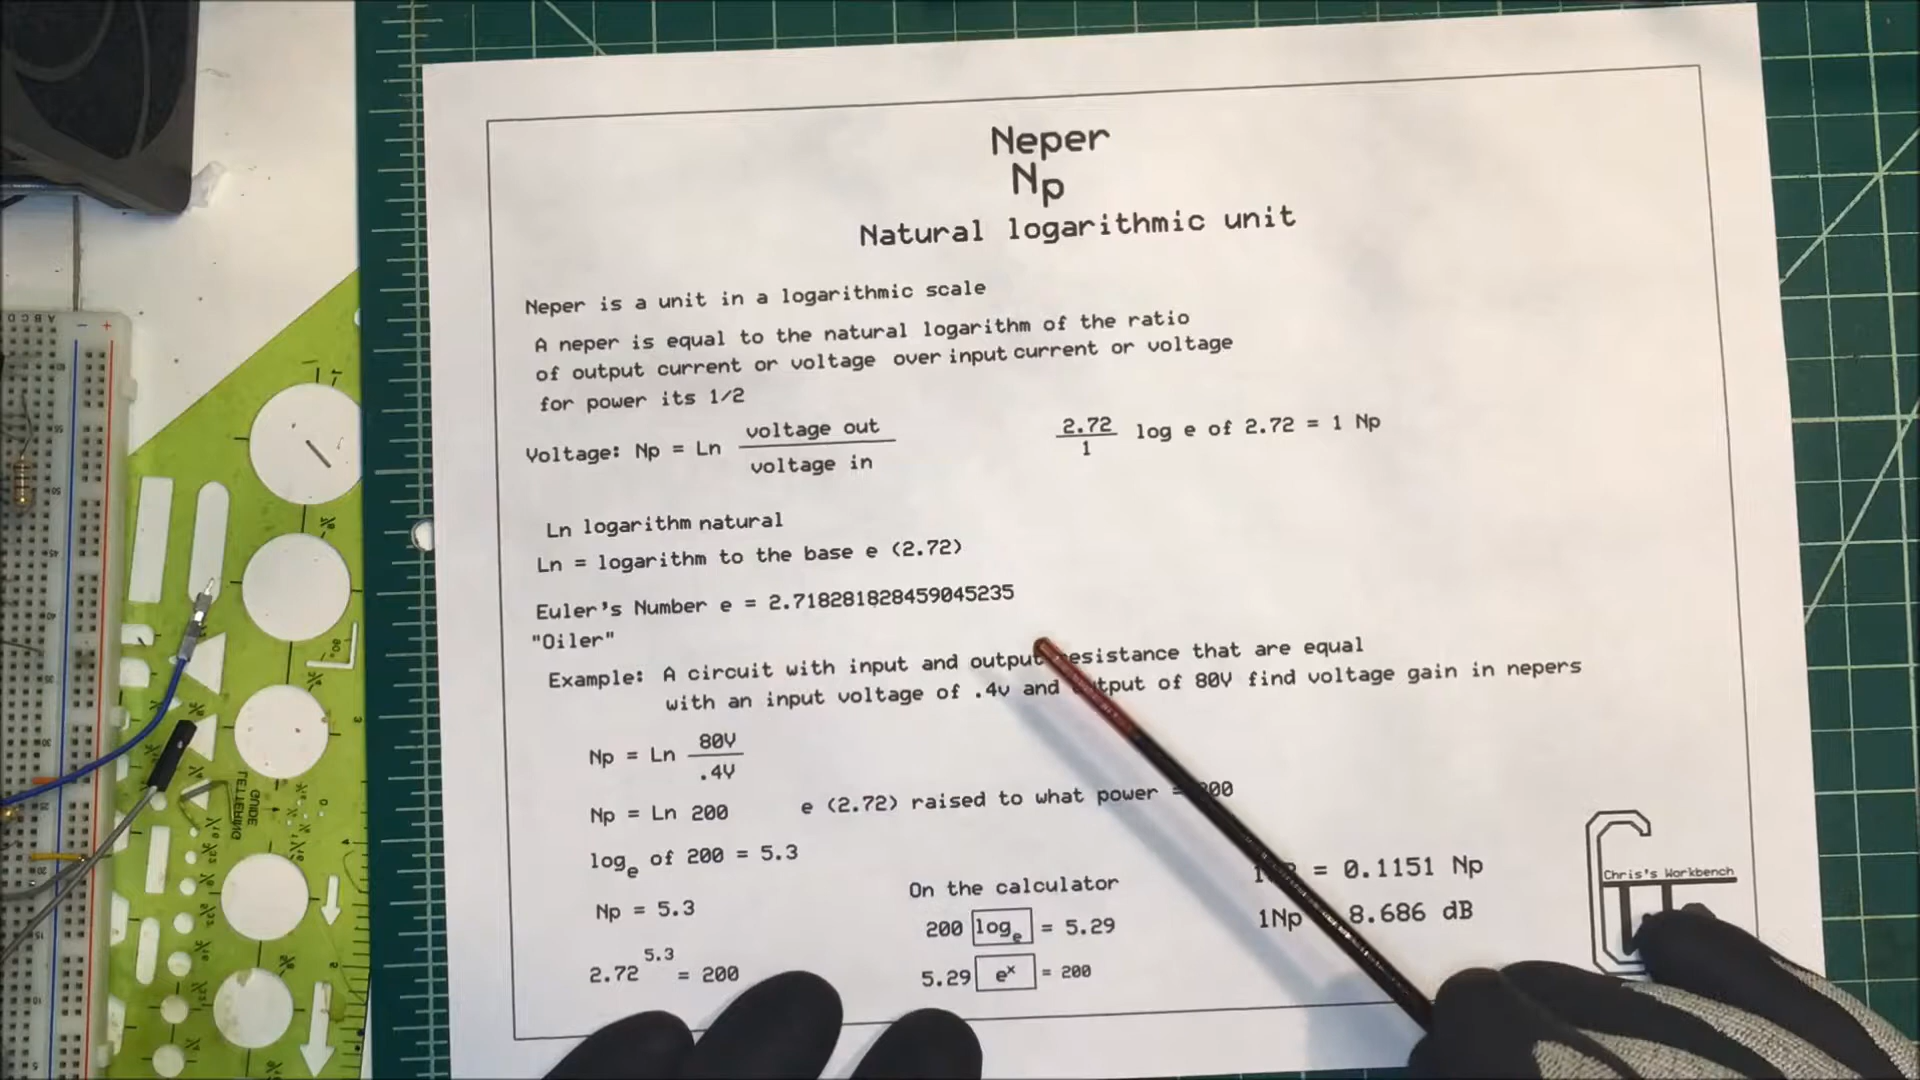 Neper
Np
Natural logarithmic unit
Neper is a unit in a logarithmic scale
A neper is equal to the natural logarithm of the ratio
of output current or voltage over input current or voltage
for power its 1/2
Voltage: Np = Ln voltage out
voltage in
2.72
1
log e of 2.72 = 1 Np
Ln logarithm natural
Ln = logarithm to the base e (2.72)
Euler's Number e = 2.718281828459045235
"Oiler"
Example: A circuit with input and output resistance that are equal
with an input voltage of .4v and output of 80V find voltage gain in nepers
Np = Ln 80V
.4V
Np = Ln 200
e (2.72) raised to what power = 200
loge of 200 = 5.3
Np = 5.3
2.72 5.3 = 200
On the calculator
200 loge = 5.29
5.29 e^x = 200
= 0.1151 Np
1Np 8.686 dB
Chris's Workbench
LETTERING
GUIDE